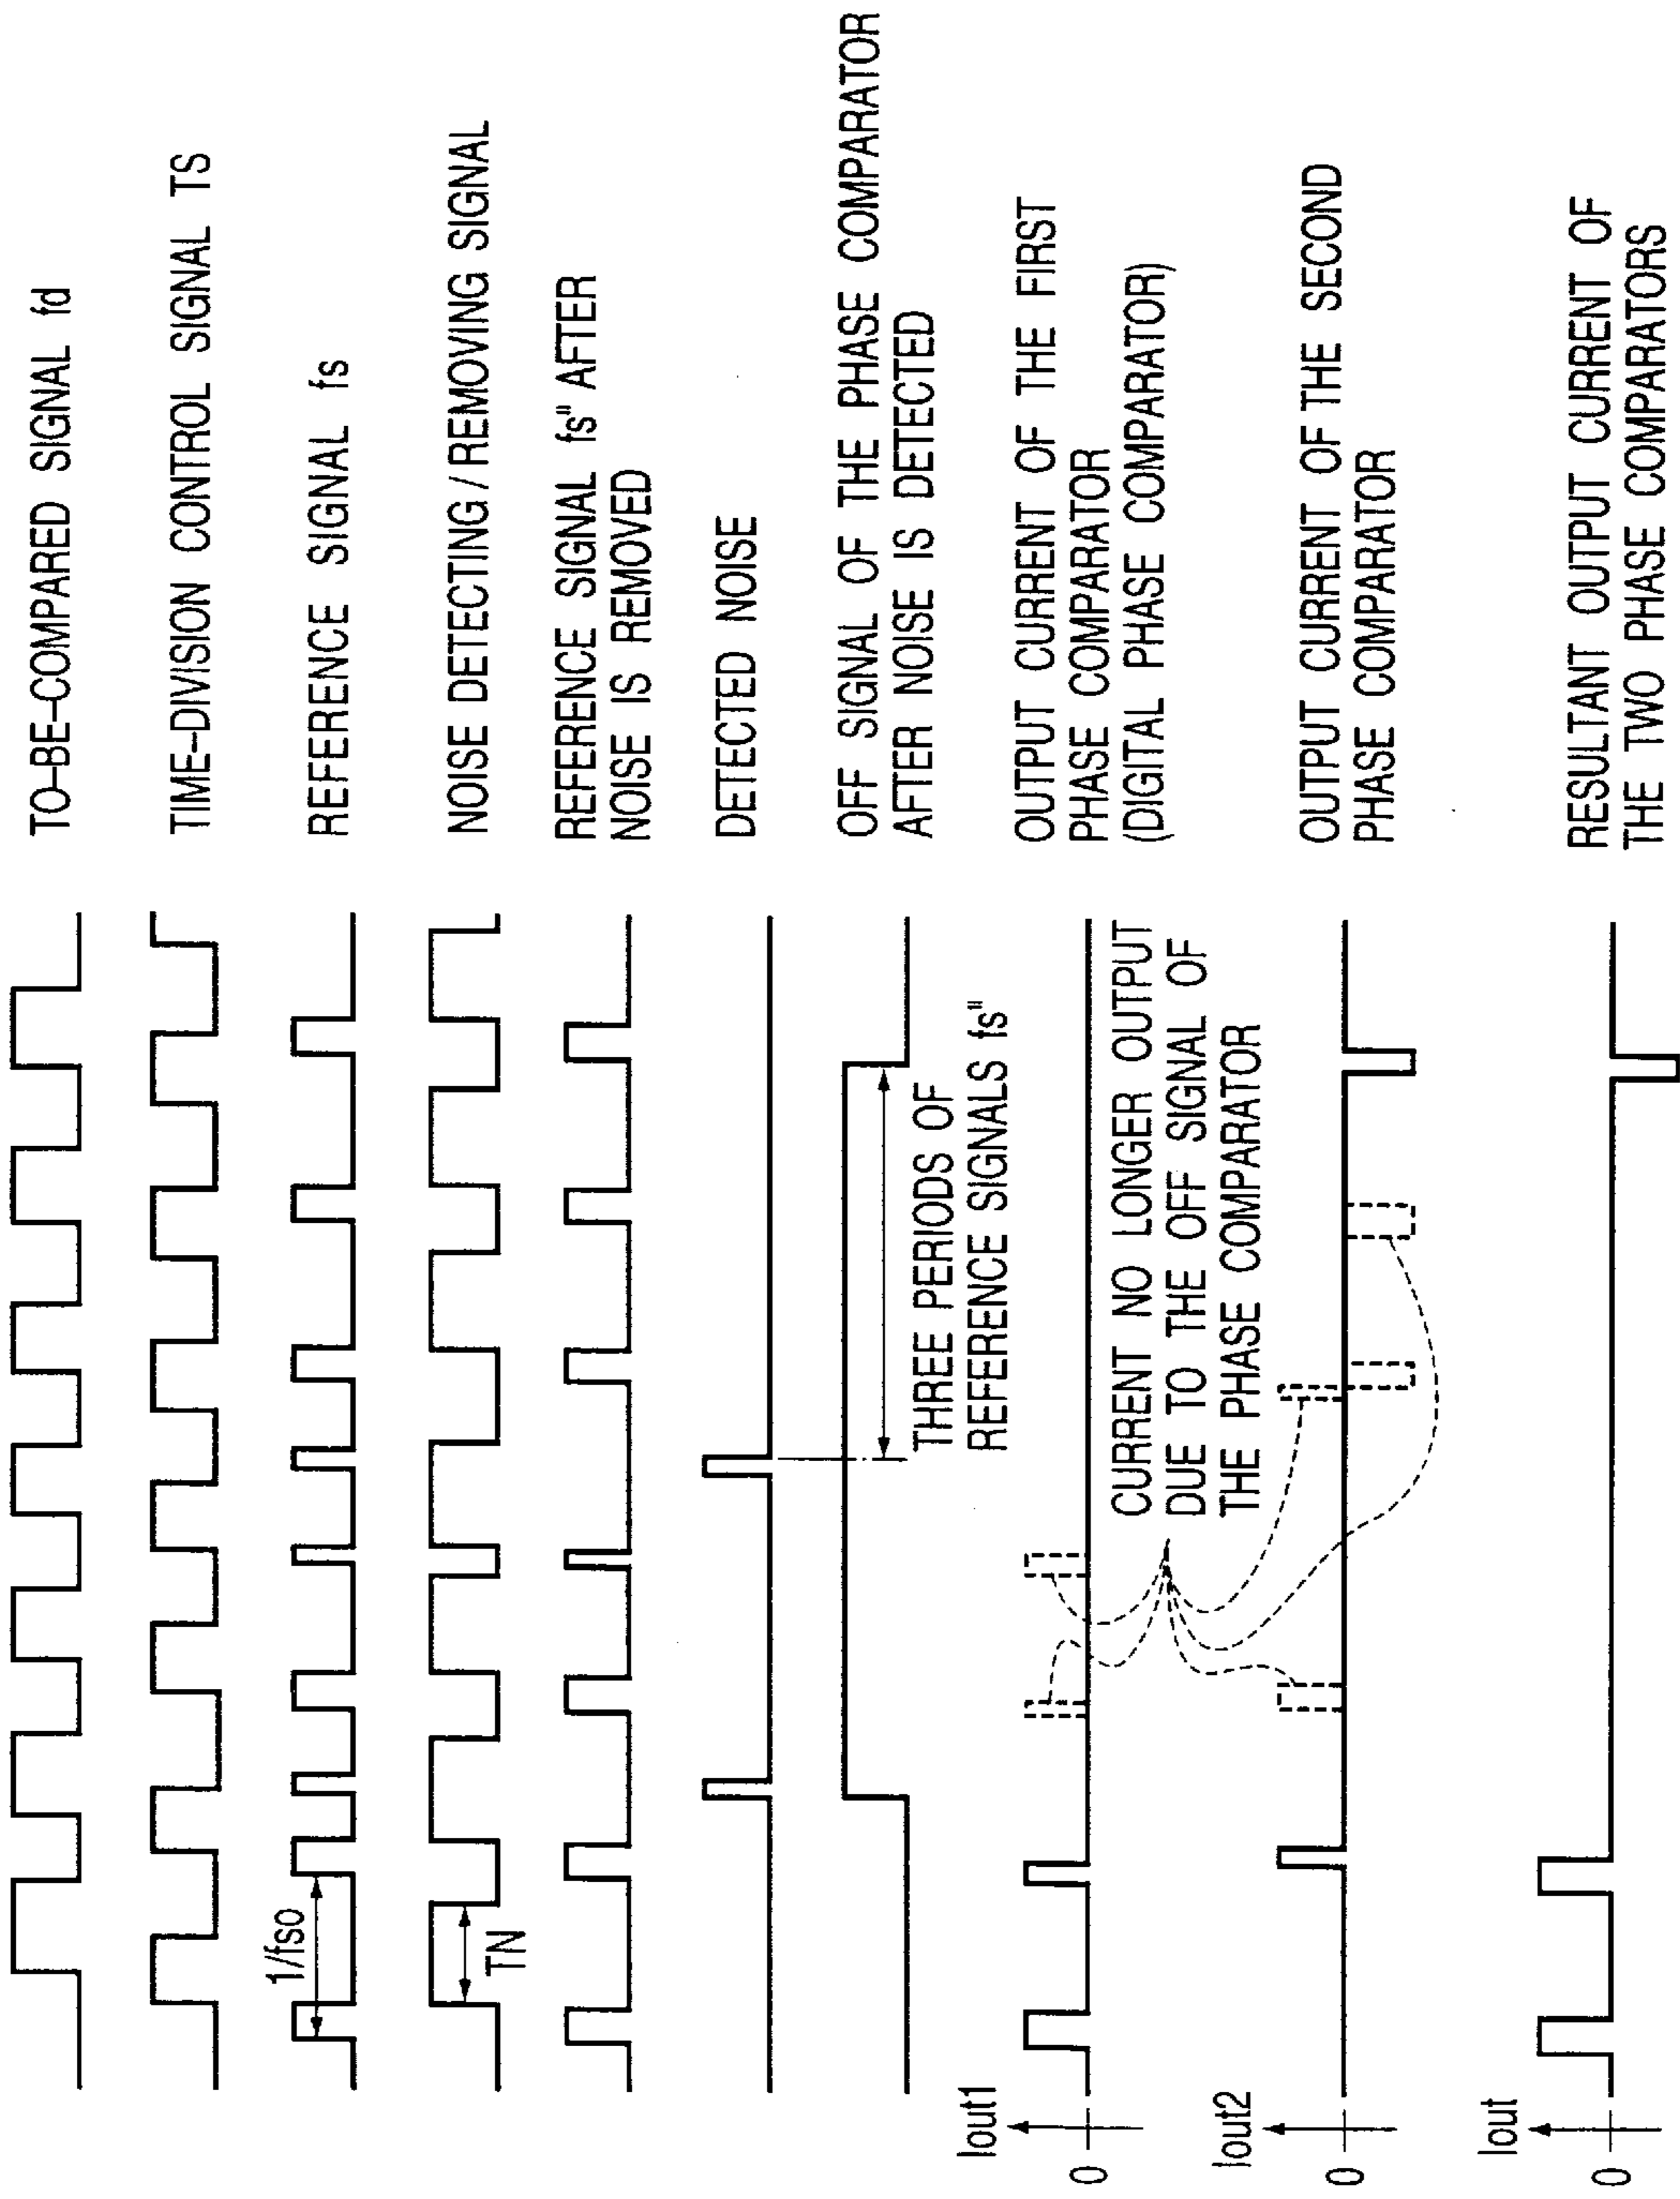 TO-BE-COMPARED SIGNAL fd
TIME-DIVISION CONTROL SIGNAL TS
1/fso
REFERENCE SIGNAL fs
TN
NOISE DETECTING/REMOVING SIGNAL
REFERENCE SIGNAL fs" AFTER
NOISE IS REMOVED
DETECTED NOISE
OFF SIGNAL OF THE PHASE COMPARATOR
AFTER NOISE IS DETECTED
THREE PERIODS OF
REFERENCE SIGNALS fs"
Iout1
0
OUTPUT CURRENT OF THE FIRST
PHASE COMPARATOR
(DIGITAL PHASE COMPARATOR)
CURRENT NO LONGER OUTPUT
DUE TO THE OFF SIGNAL OF
THE PHASE COMPARATOR
Iout2
0
OUTPUT CURRENT OF THE SECOND
PHASE COMPARATOR
Iout
0
RESULTANT OUTPUT CURRENT OF
THE TWO PHASE COMPARATORS